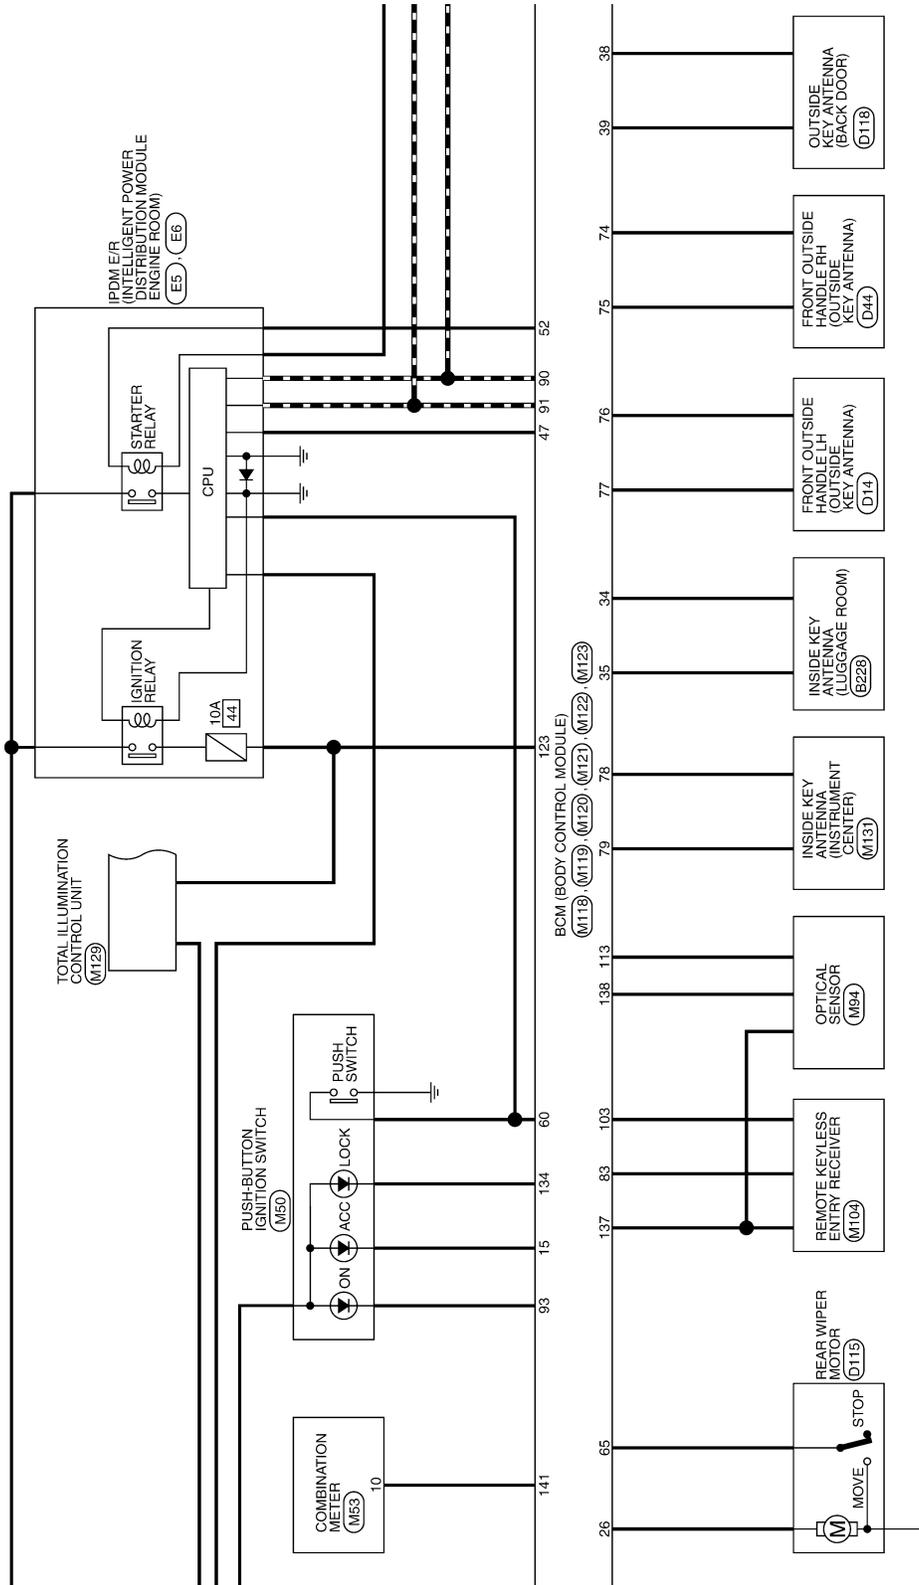 IPDM E/R
(INTELLIGENT POWER
DISTRIBUTION MODULE
ENGINE ROOM)
E5 , E6
STARTER
RELAY
CPU
IGNITION
RELAY
10A
44
TOTAL ILLUMINATION
CONTROL UNIT
M129
PUSH-BUTTON
IGNITION SWITCH
M50
ON
ACC
LOCK
PUSH
SWITCH
COMBINATION
METER
M53
10
141
93
15
134
60
123
47
91
90
52
BCM (BODY CONTROL MODULE)
M118 , M119 , M120 , M121 , M122 , M123
26
65
137
83
103
138
113
79
78
35
34
77
76
75
74
39
38
REAR WIPER
MOTOR
D115
M
MOVE
STOP
REMOTE KEYLESS
ENTRY RECEIVER
M104
OPTICAL
SENSOR
M94
INSIDE KEY
ANTENNA
(INSTRUMENT
CENTER)
M131
INSIDE KEY
ANTENNA
(LUGGAGE ROOM)
B228
FRONT OUTSIDE
HANDLE LH
(OUTSIDE
KEY ANTENNA)
D14
FRONT OUTSIDE
HANDLE RH
(OUTSIDE
KEY ANTENNA)
D44
OUTSIDE
KEY ANTENNA
(BACK DOOR)
D118